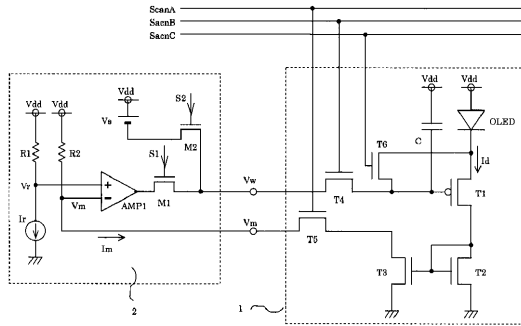 ScanA
SacnB
SacnC
Vdd
Vdd
Vdd
Vdd
Vdd
S2
Vs
M2
OLED
R1
R2
S1
T6
C
Id
Vr
Vw
T1
AMP1
M1
T4
Vm
Vm
Ir
Im
T5
T3
T2
2
1